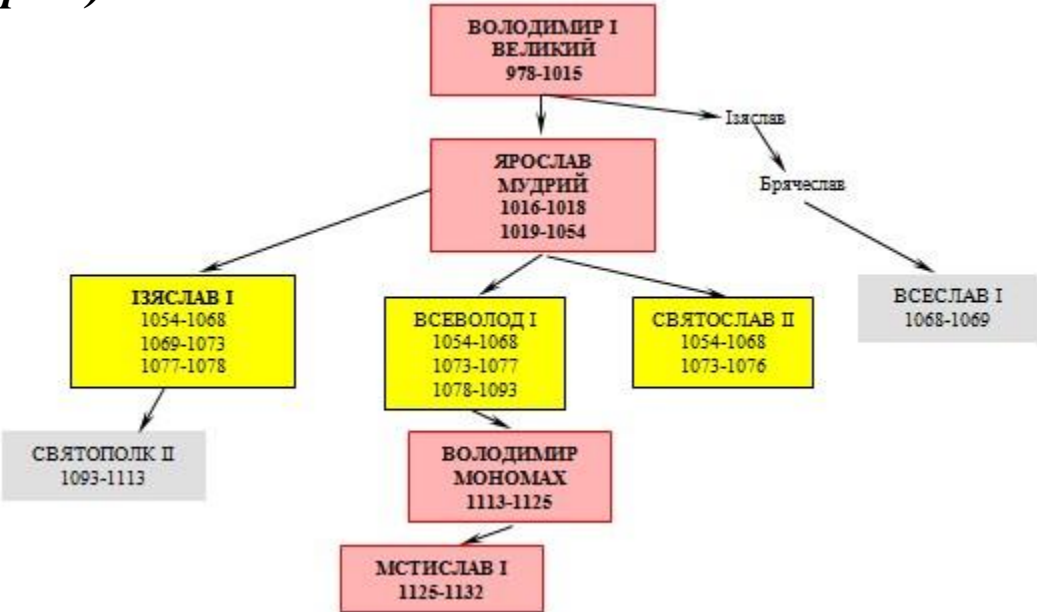 ВОЛОДИМИР І
ВЕЛИКИЙ
978-1015
Ізяслав
ЯРОСЛАВ
МУДРИЙ
1016-1018
1019-1054
Брячеслав
ІЗЯСЛАВ І
1054-1068
1069-1073
1077-1078
ВСЕВОЛОД І
1054-1068
1073-1077
1078-1093
СВЯТОСЛАВ ІІ
1054-1068
1073-1076
ВСЕСЛАВ І
1068-1069
СВЯТОПОЛК ІІ
1093-1113
ВОЛОДИМИР
МОНОМАХ
1113-1125
МСТИСЛАВ І
1125-1132